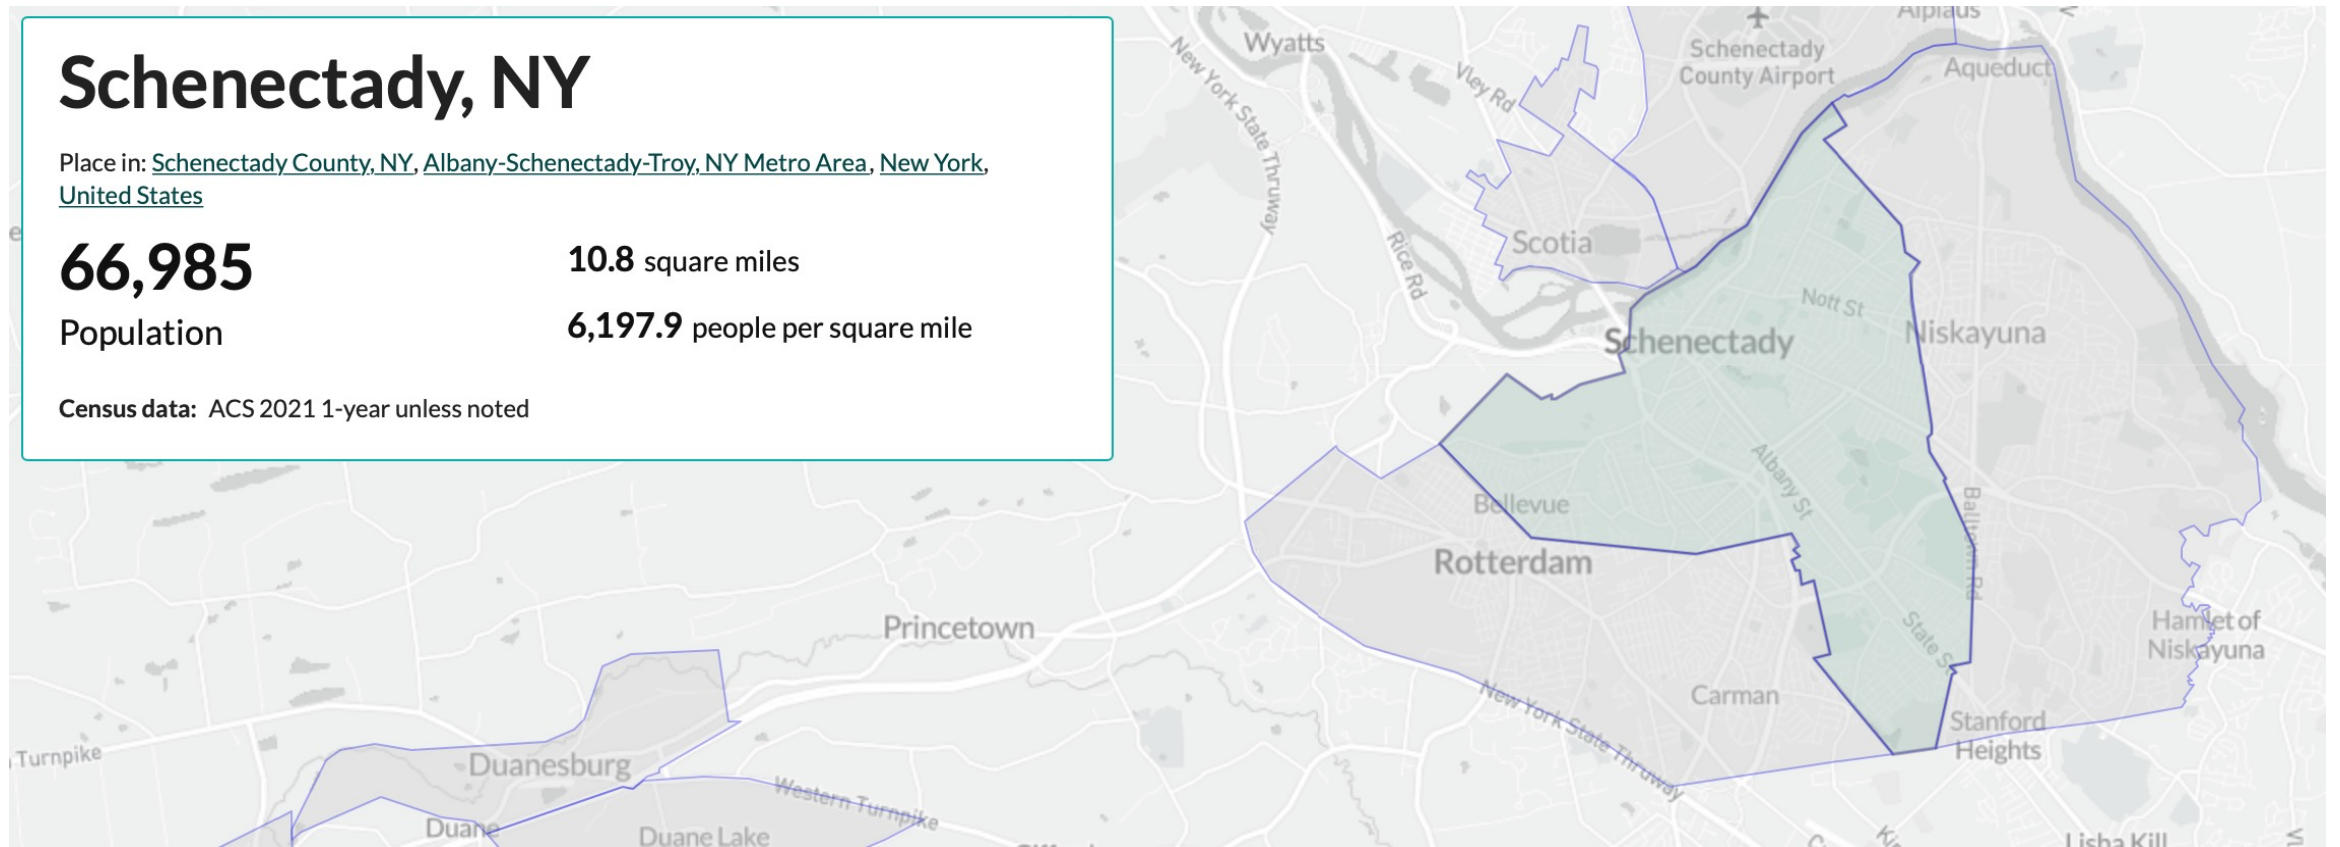 Schenectady, NY
Place in: Schenectady County, NY, Albany-Schenectady-Troy, NY Metro Area, New York,
United States
66,985
Population
10.8 square miles
6,197.9 people per square mile
Census data: ACS 2021 1-year unless noted
Wyatts
New York State Thruway
Vley Rd
Schenectady
County Airport
Alplaus
Aqueduct
Rice Rd
Scotia
Nott St
Schenectady
Niskayuna
Albany St
Bellevue
Rotterdam
Balltown Rd
State St
Hamlet of
Niskayuna
Princetown
Carman
New York State Thruway
Stanford
Heights
Turnpike
Duanesburg
Western Turnpike
Duane
Duane Lake
Lisha Kill